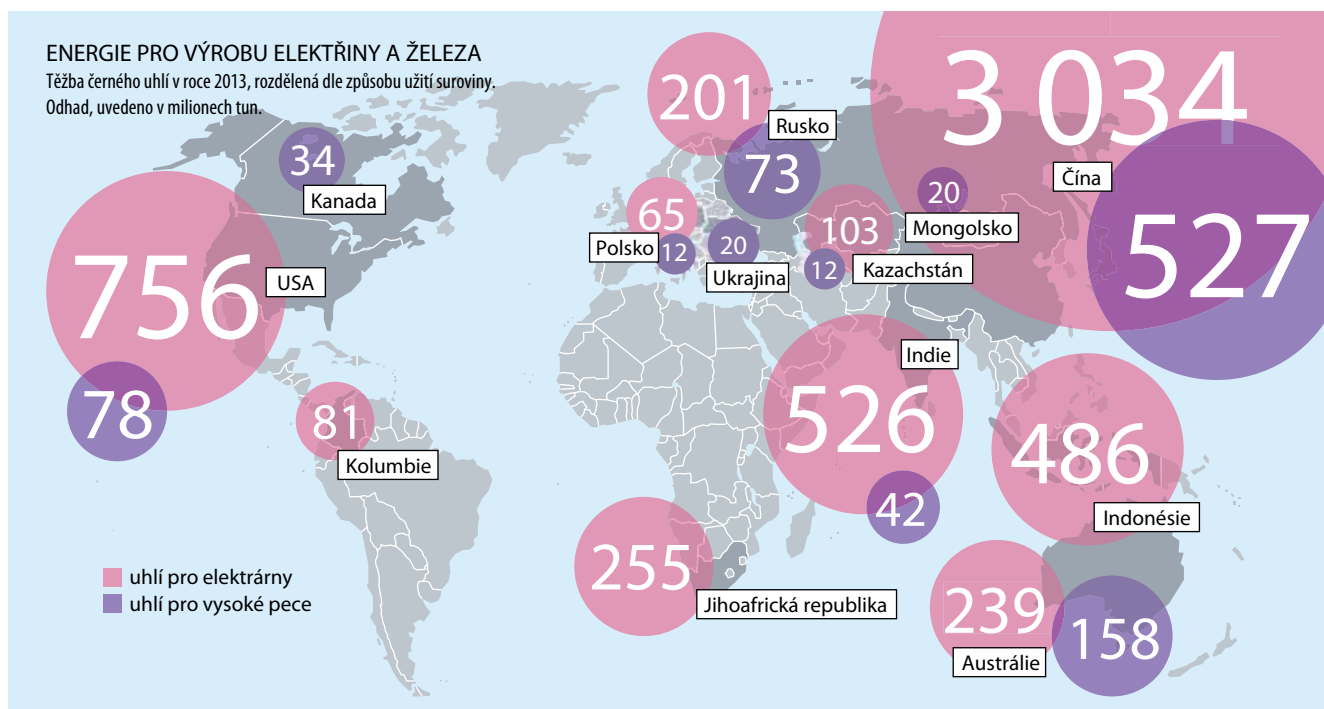 ENERGIE PRO VÝROBU ELEKTŘINY A ŽELEZA
Těžba černého uhlí v roce 2013, rozdělená dle způsobu užití suroviny.
Odhad, uvedeno v milionech tun.
34
Kanada
756
USA
78
81
Kolumbie
201
Rusko
73
65
Polsko
12
20
Ukrajina
103
12
Kazachstán
20
Mongolsko
3 034
Čína
527
Indie
526
42
486
Indonésie
255
Jihoafrická republika
239
Austrálie
158
uhlí pro elektrárny
uhlí pro vysoké pece